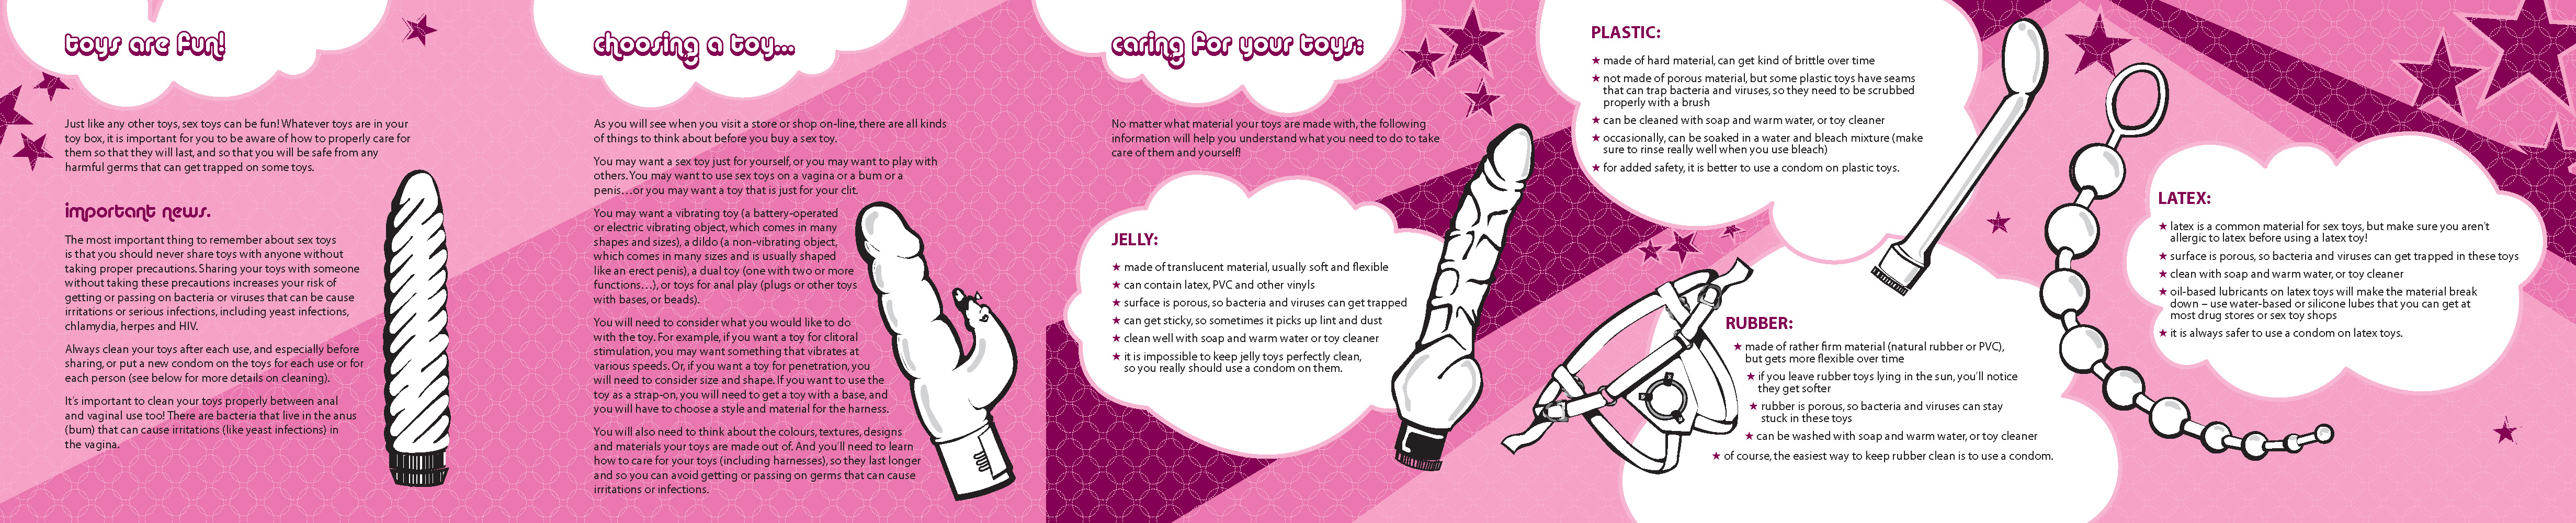 toys are fun!
Just like any other toys, sex toys can be fun! Whatever toys are in your
toy box, it is important for you to be aware of how to properly care for
them so that they will last, and so that you will be safe from any
harmful germs that can get trapped on some toys.
important news.
The most important thing to remember about sex toys
is that you should never share toys with anyone without
taking proper precautions. Sharing your toys with someone
without taking these precautions increases your risk of
getting or passing on bacteria or viruses that can be cause
irritations or serious infections, including yeast infections,
chlamydia, herpes and HIV.
Always clean your toys after each use, and especially before
sharing, or put a new condom on the toys for each use or for
each person (see below for more details on cleaning).
It's important to clean your toys properly between anal
and vaginal use too! There are bacteria that live in the anus
(bum) that can cause irritations (like yeast infections) in
the vagina.
choosing a toy...
As you will see when you visit a store or shop on-line, there are all kinds
of things to think about before you buy a sex toy.
You may want a sex toy just for yourself, or you may want to play with
others. You may want to use sex toys on a vagina or a bum or a
penis…or you may want a toy that is just for your clit.
You may want a vibrating toy (a battery-operated
or electric vibrating object, which comes in many
shapes and sizes), a dildo (a non-vibrating object,
which comes in many sizes and is usually shaped
like an erect penis), a dual toy (one with two or more
functions…), or toys for anal play (plugs or other toys
with bases, or beads).
You will need to consider what you would like to do
with the toy. For example, if you want a toy for clitoral
stimulation, you may want something that vibrates at
various speeds. Or, if you want a toy for penetration, you
will need to consider size and shape. If you want to use the
toy as a strap-on, you will need to get a toy with a base, and
you will have to choose a style and material for the harness.
You will also need to think about the colours, textures, designs
and materials your toys are made out of. And you'll need to learn
how to care for your toys (including harnesses), so they last longer
and so you can avoid getting or passing on germs that can cause
irritations or infections.
caring for your toys:
No matter what material your toys are made with, the following
information will help you understand what you need to do to take
care of them and yourself!
JELLY:
★ made of translucent material, usually soft and flexible
★ can contain latex, PVC and other vinyls
★ surface is porous, so bacteria and viruses can get trapped
★ can get sticky, so sometimes it picks up lint and dust
★ clean well with soap and warm water or toy cleaner
★ it is impossible to keep jelly toys perfectly clean,
so you really should use a condom on them.
PLASTIC:
★ made of hard material, can get kind of brittle over time
★ not made of porous material, but some plastic toys have seams
that can trap bacteria and viruses, so they need to be scrubbed
properly with a brush
★ can be cleaned with soap and warm water, or toy cleaner
★ occasionally, can be soaked in a water and bleach mixture (make
sure to rinse really well when you use bleach)
★ for added safety, it is better to use a condom on plastic toys.
RUBBER:
★ made of rather firm material (natural rubber or PVC),
but gets more flexible over time
★ if you leave rubber toys lying in the sun, you'll notice
they get softer
★ rubber is porous, so bacteria and viruses can stay
stuck in these toys
★ can be washed with soap and warm water, or toy cleaner
★ of course, the easiest way to keep rubber clean is to use a condom.
LATEX:
★ latex is a common material for sex toys, but make sure you aren't
allergic to latex before using a latex toy!
★ surface is porous, so bacteria and viruses can get trapped in these toys
★ clean with soap and warm water, or toy cleaner
★ oil-based lubricants on latex toys will make the material break
down – use water-based or silicone lubes that you can get at
most drug stores or sex toy shops
★ it is always safer to use a condom on latex toys.